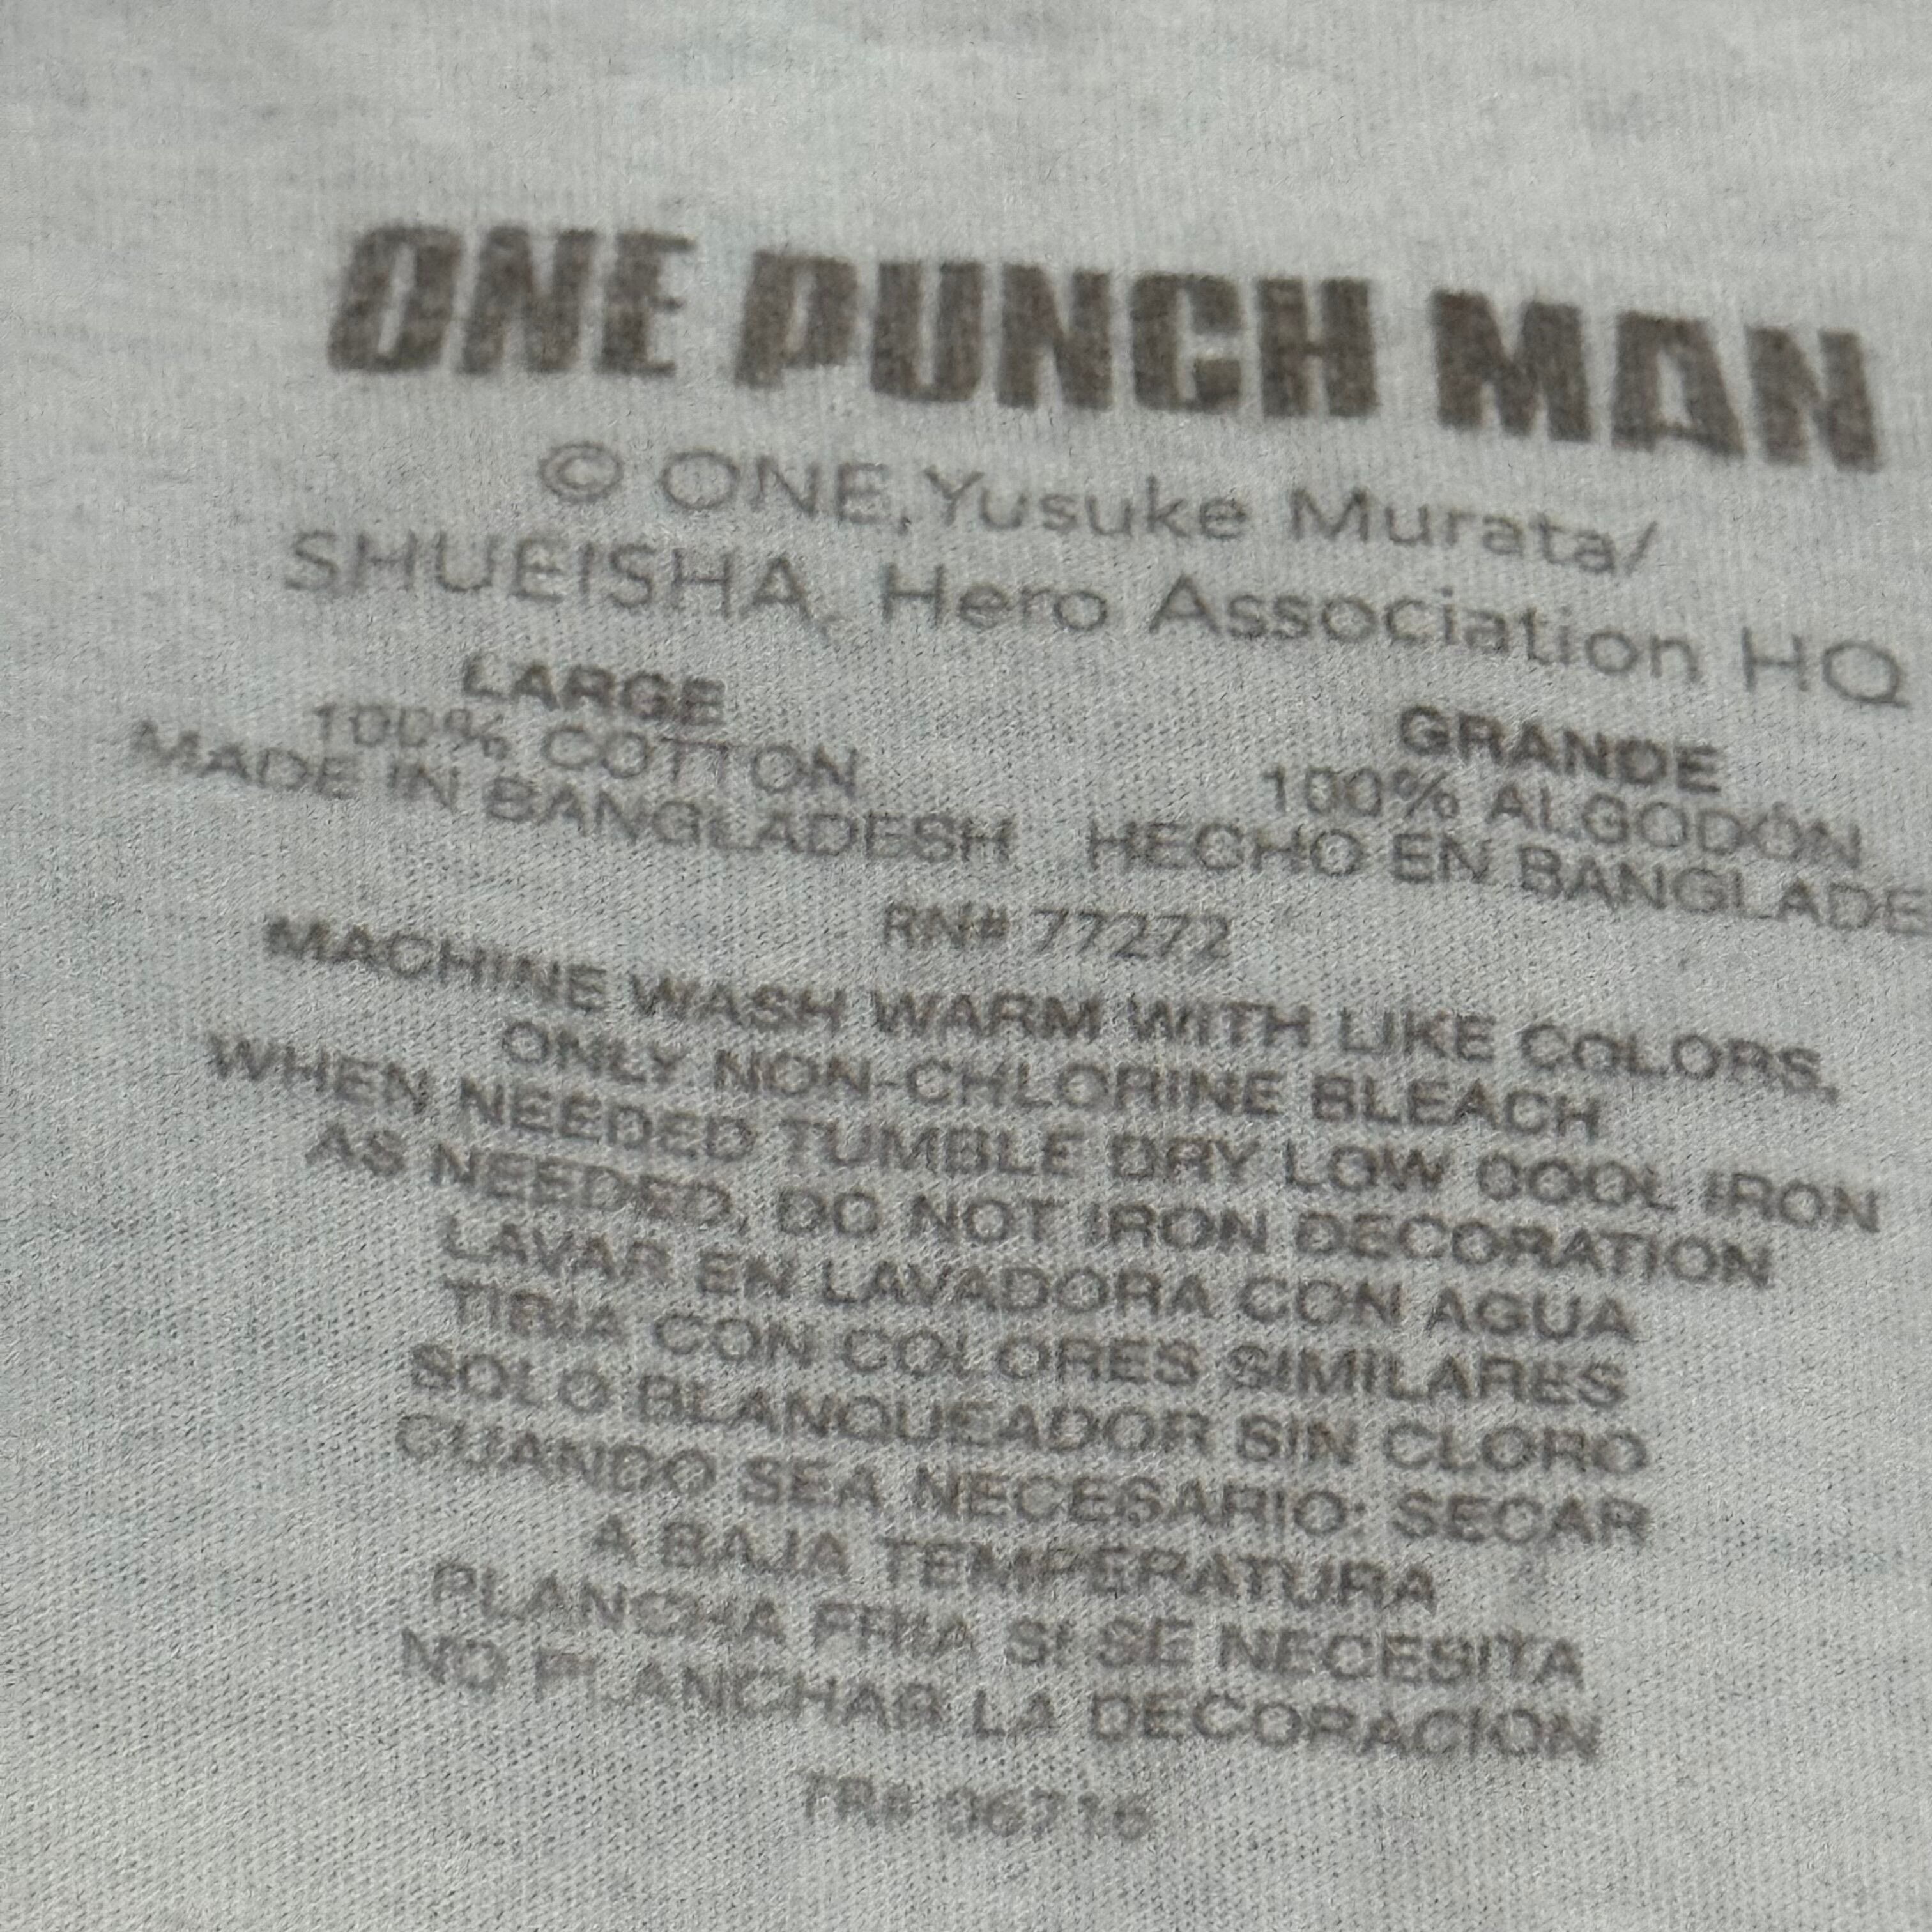 ONE PUNCH MAN
© ONE, Yusuke Murata/
SHUEISHA, Hero Association HQ
LARGE
100% COTTON
MADE IN BANGLADESH
GRANDE
100% ALGODÓN
HECHO EN BANGLADE
RN# 77272
MACHINE WASH WARM WITH LIKE COLORS,
ONLY NON-CHLORINE BLEACH
WHEN NEEDED TUMBLE DRY LOW COOL IRON
AS NEEDED, DO NOT IRON DECORATION
LAVAR EN LAVADORA CON AGUA
TIBIA CON COLORES SIMILARES
SOLO BLANQUEADOR SIN CLORO
CUANDO SEA NECESARIO: SECAR
A BAJA TEMPERATURA
PLANCHA FRIA SI SE NECESITA
NO PLANCHAR LA DECORACION
TR#